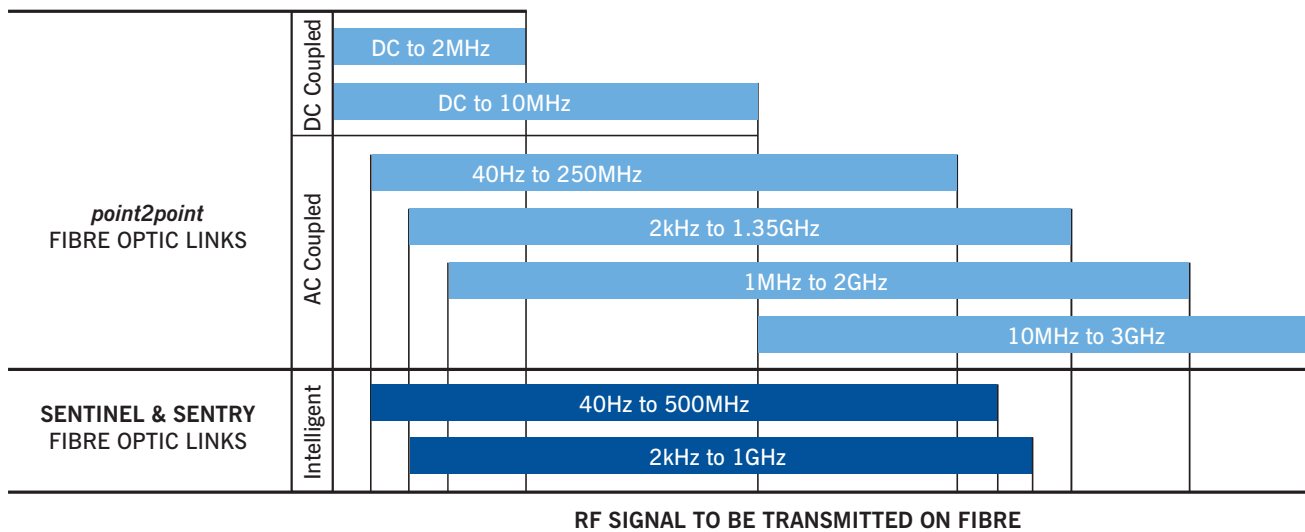 DC Coupled
DC to 2MHz
DC to 10MHz
point2point
FIBRE OPTIC LINKS
AC Coupled
40Hz to 250MHz
2kHz to 1.35GHz
1MHz to 2GHz
10MHz to 3GHz
SENTINEL & SENTRY
FIBRE OPTIC LINKS
Intelligent
40Hz to 500MHz
2kHz to 1GHz
RF SIGNAL TO BE TRANSMITTED ON FIBRE